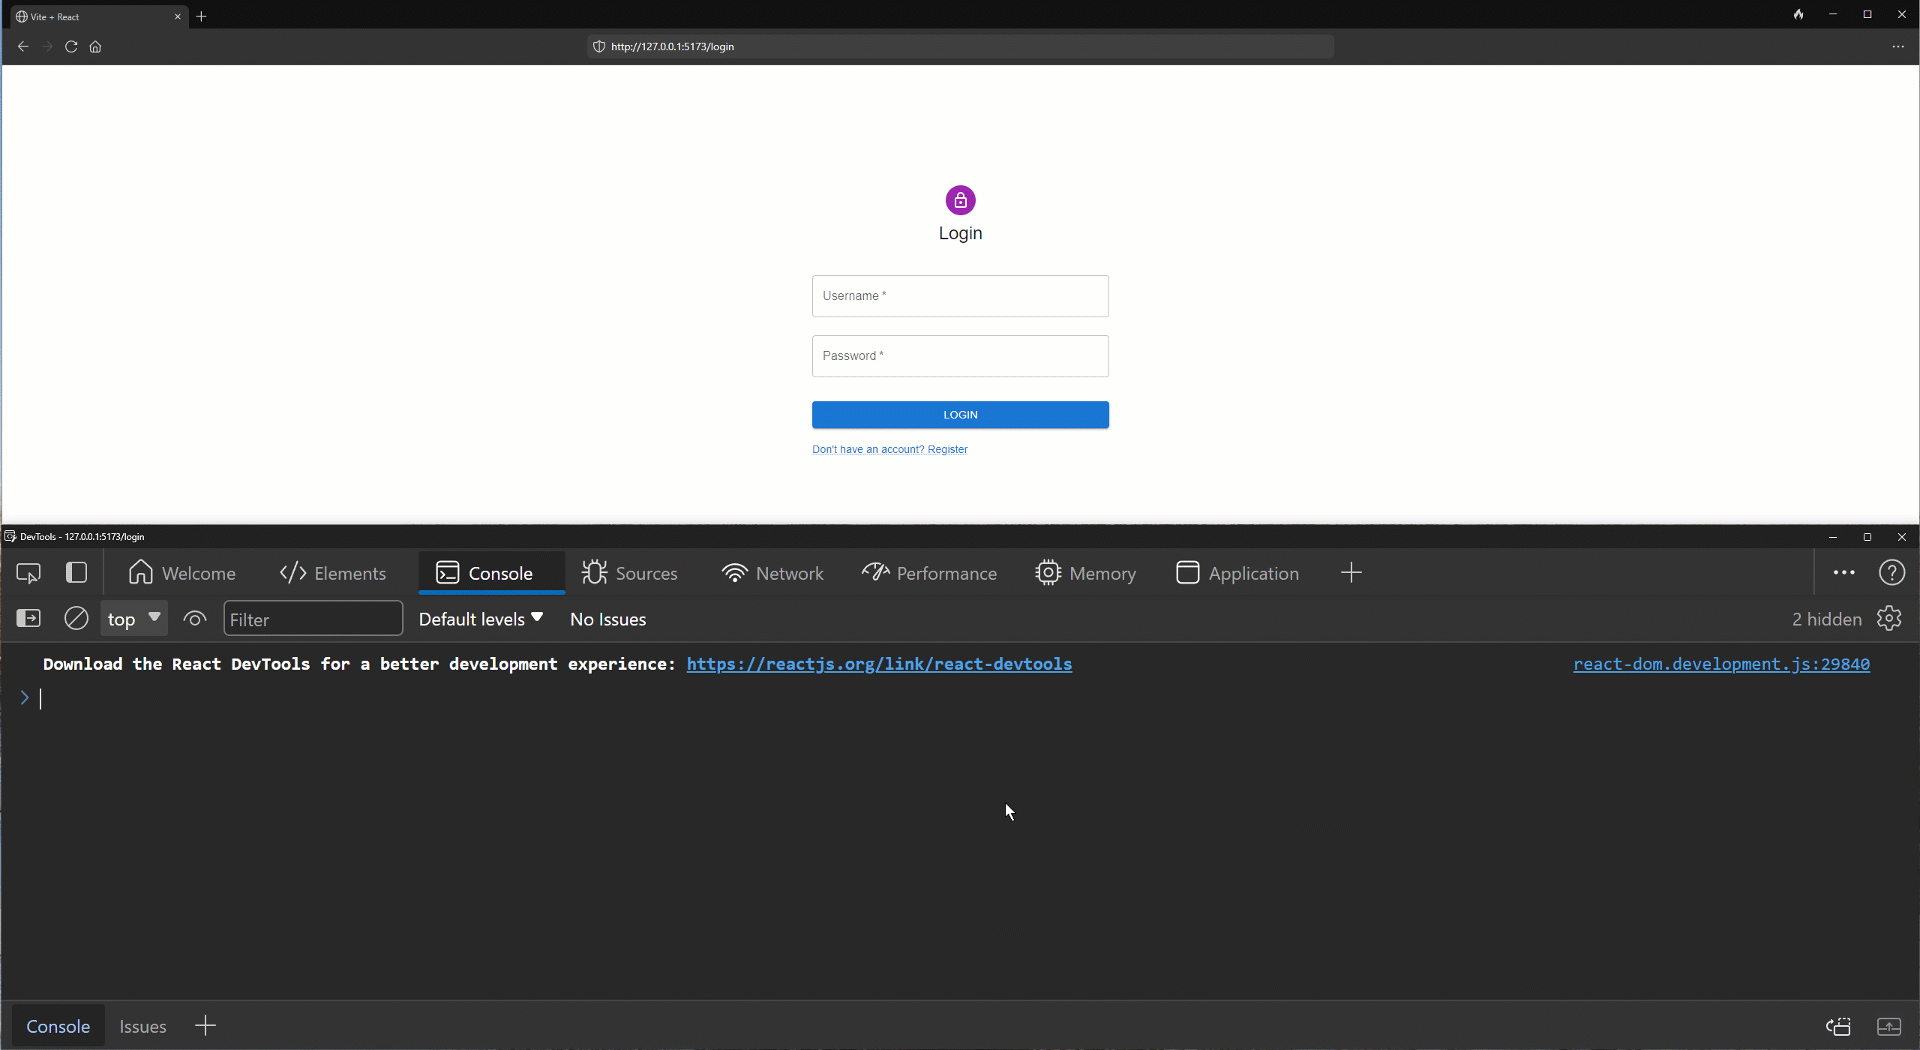 Vite + React
http://127.0.0.1:5173/login
Login
Username *
Password *
LOGIN
Don't have an account? Register
DevTools - 127.0.0.1:5173/login
Welcome
Elements
Console
Sources
Network
Performance
Memory
Application
top
Filter
Default levels
No Issues
2 hidden
Download the React DevTools for a better development experience: https://reactjs.org/link/react-devtools
react-dom.development.js:29840
Console
Issues